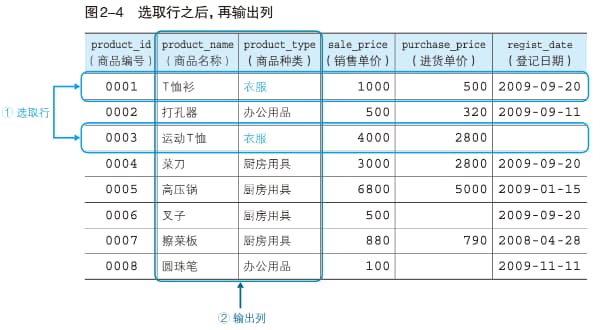 图2-4 选取行之后,再输出列
product_id product_name product_type sale_price purchase_price regist_date
(商品编号) (商品名称) (商品种类) (销售单价) (进货单价) (登记日期)
0001 T恤衫 衣服 1000 500 2009-09-20
① 选取行
0002 打孔器 办公用品 500 320 2009-09-11
0003 运动T恤 衣服 4000 2800
0004 菜刀 厨房用具 3000 2800 2009-09-20
0005 高压锅 厨房用具 6800 5000 2009-01-15
0006 叉子 厨房用具 500 2009-09-20
0007 擦菜板 厨房用具 880 790 2008-04-28
0008 圆珠笔 办公用品 100 2009-11-11
② 输出列